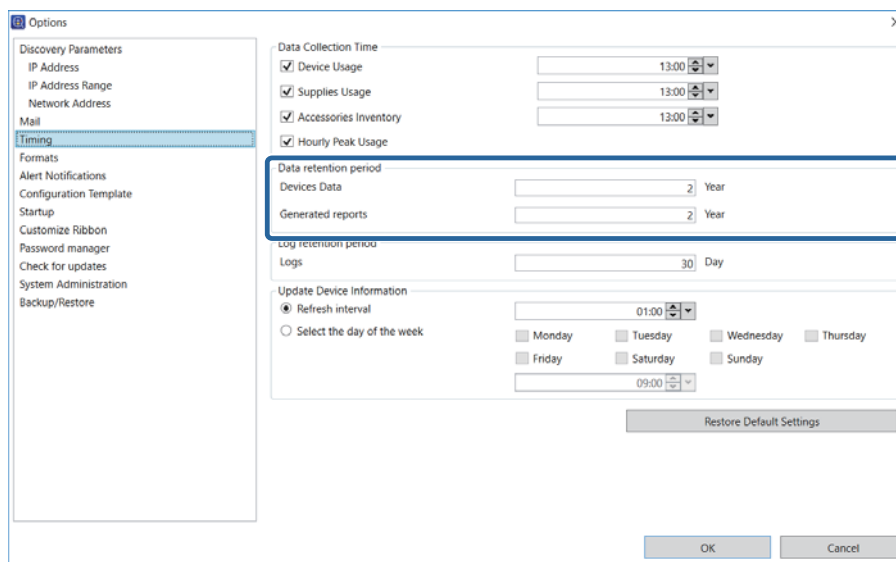 Options
Discovery Parameters
IP Address
IP Address Range
Network Address
Mail
Timing
Formats
Alert Notifications
Configuration Template
Startup
Customize Ribbon
Password manager
Check for updates
System Administration
Backup/Restore
Data Collection Time
Device Usage 13:00
Supplies Usage 13:00
Accessories Inventory 13:00
Hourly Peak Usage
Data retention period
Devices Data 2 Year
Generated reports 2 Year
Log retention period
Logs 30 Day
Update Device Information
Refresh interval 01:00
Select the day of the week
Monday Tuesday Wednesday Thursday
Friday Saturday Sunday
09:00
Restore Default Settings
OK Cancel